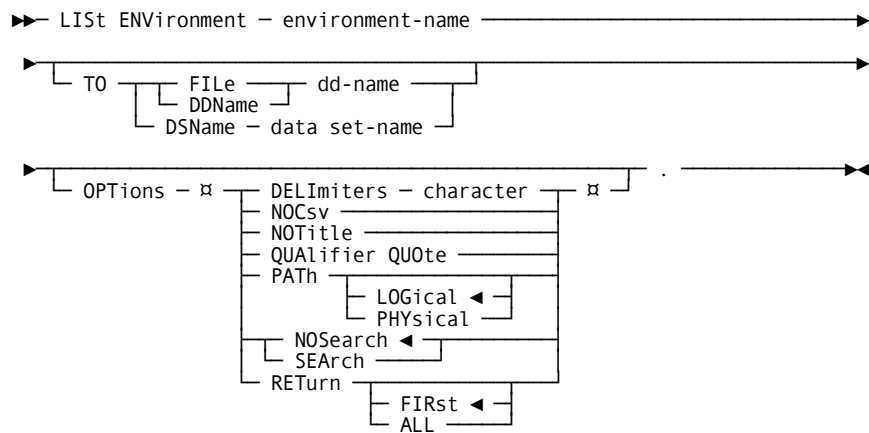 LISt ENVironment environment-name
TO FILe dd-name
DDName
DSName data set-name
OPTions ¤ DELImiters character ¤ .
NOCsv
NOTitle
QUAlifier QUOte
PATh
LOGical
PHYsical
NOSearch
SEArch
RETurn
FIRst
ALL